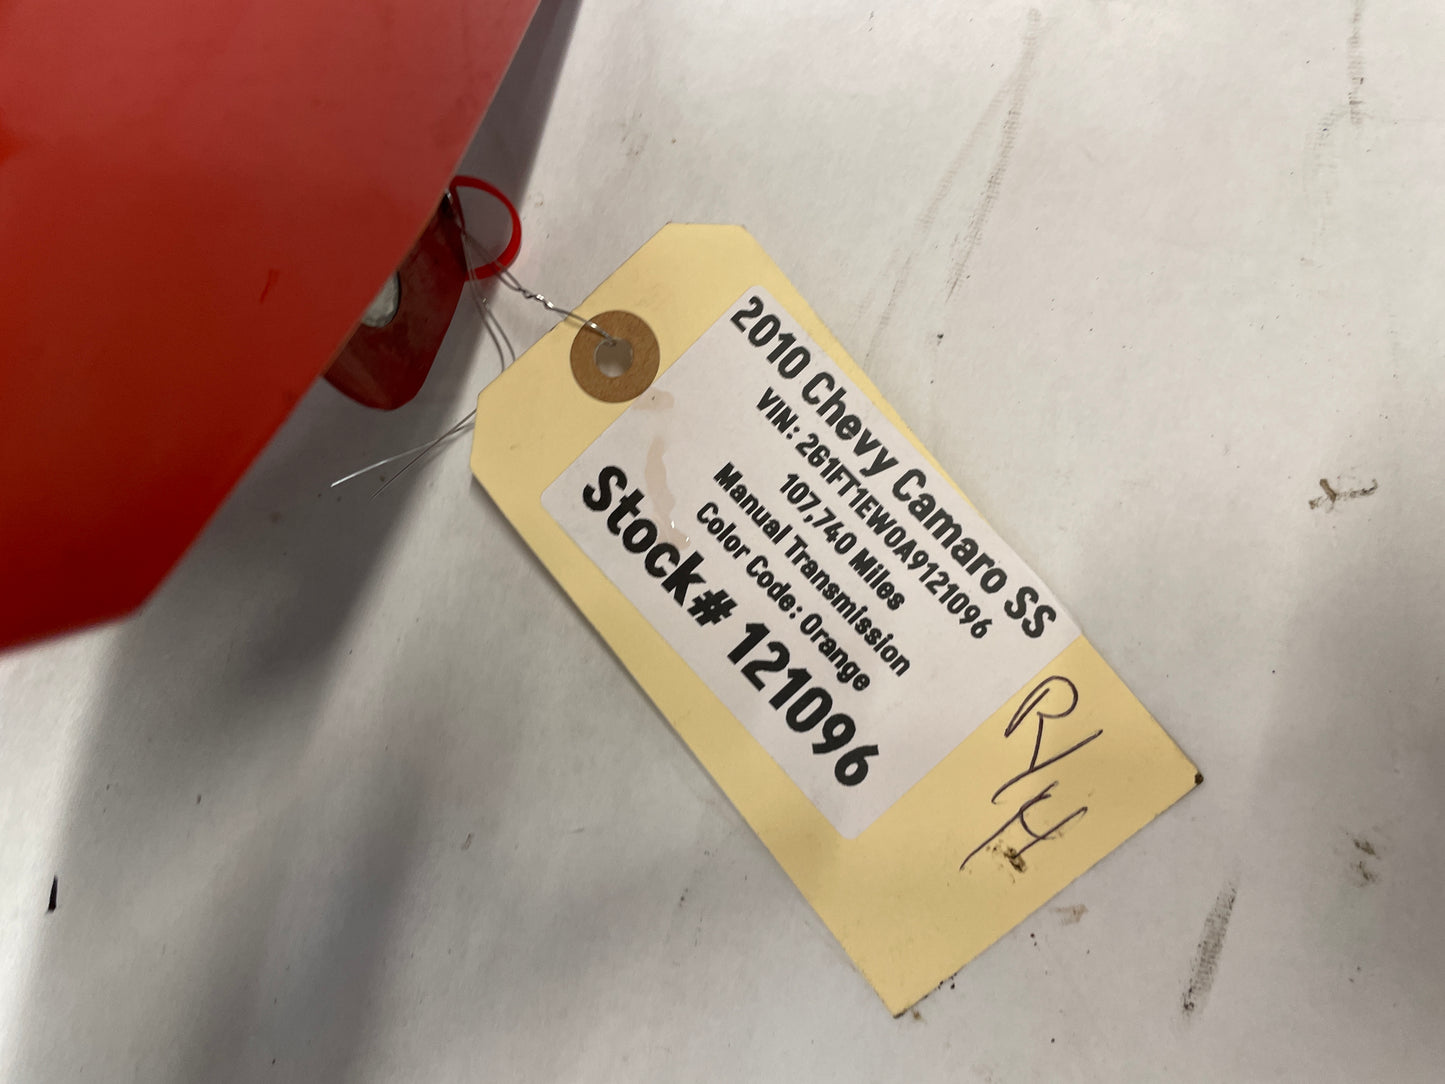 2010 Chevy Camaro SS
VIN: 2G1FT1EW0A9121096
107,740 Miles
Manual Transmission
Color Code: Orange
Stock# 121096
R/H